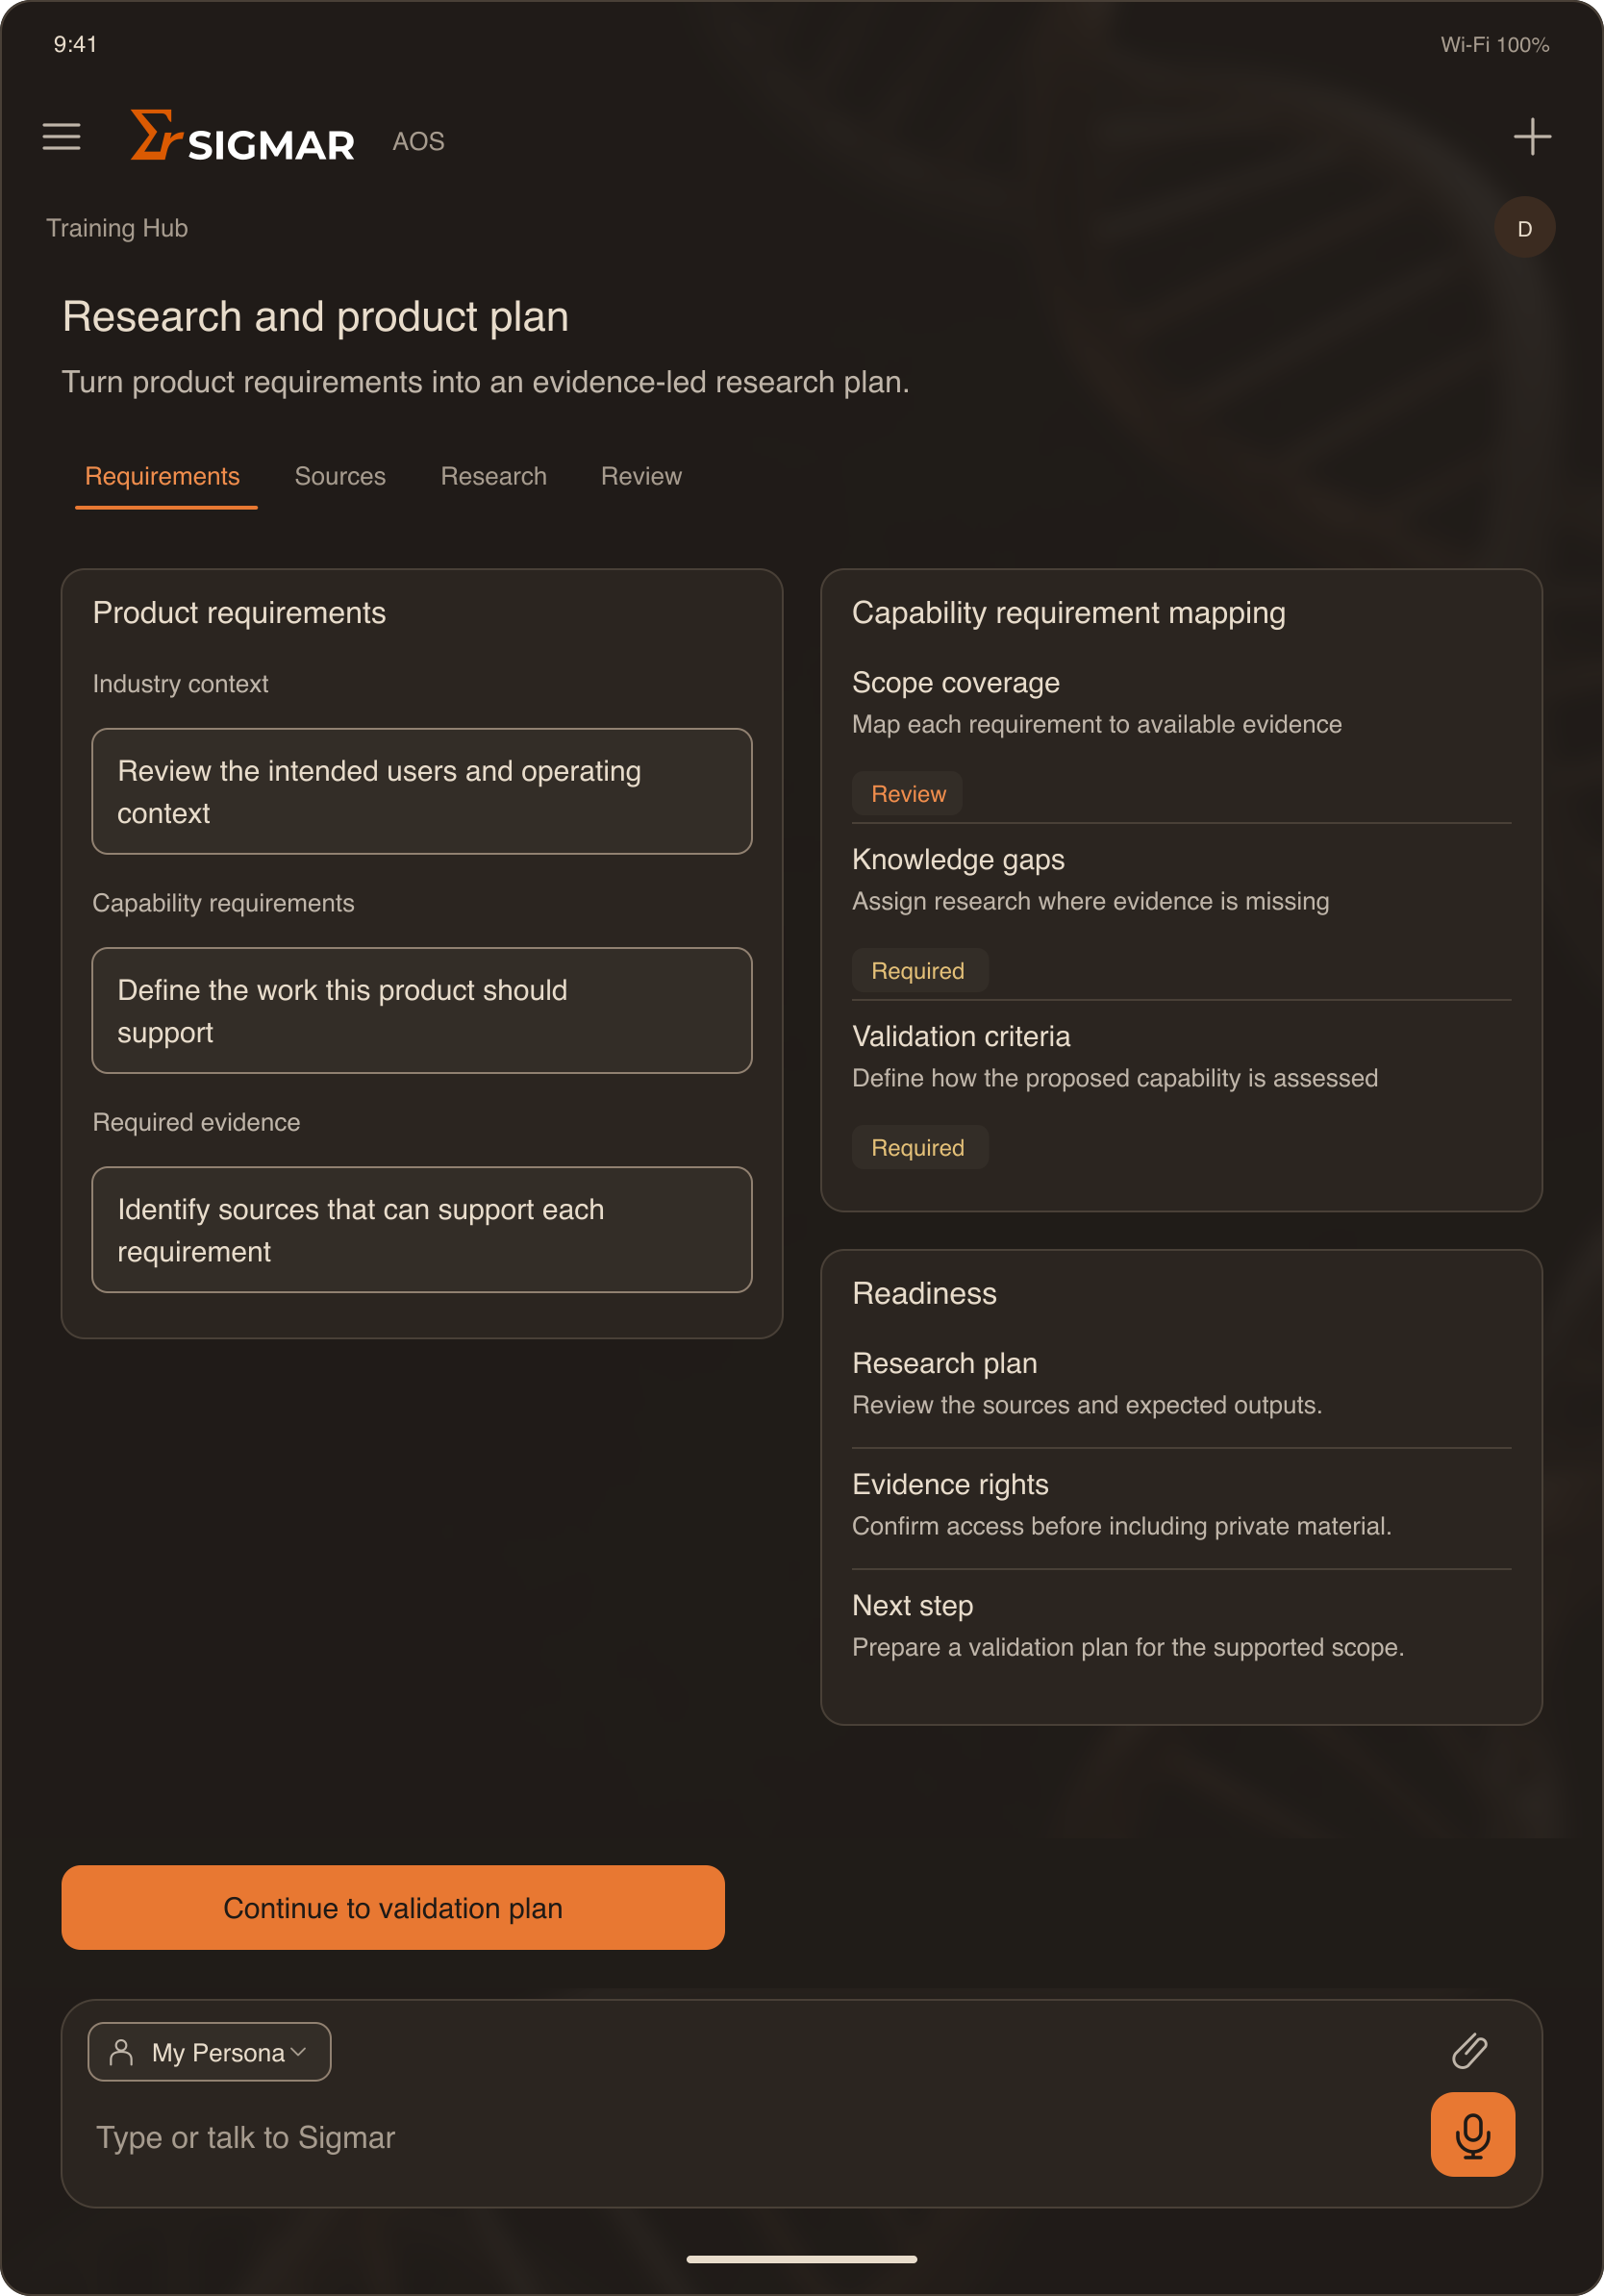 9:41
Wi-Fi 100%
Σr SIGMAR AOS
Training Hub
D
Research and product plan
Turn product requirements into an evidence-led research plan.
Requirements
Sources
Research
Review
Product requirements
Industry context
Review the intended users and operating
context
Capability requirements
Define the work this product should
support
Required evidence
Identify sources that can support each
requirement
Capability requirement mapping
Scope coverage
Map each requirement to available evidence
Review
Knowledge gaps
Assign research where evidence is missing
Required
Validation criteria
Define how the proposed capability is assessed
Required
Readiness
Research plan
Review the sources and expected outputs.
Evidence rights
Confirm access before including private material.
Next step
Prepare a validation plan for the supported scope.
Continue to validation plan
My Persona
Type or talk to Sigmar